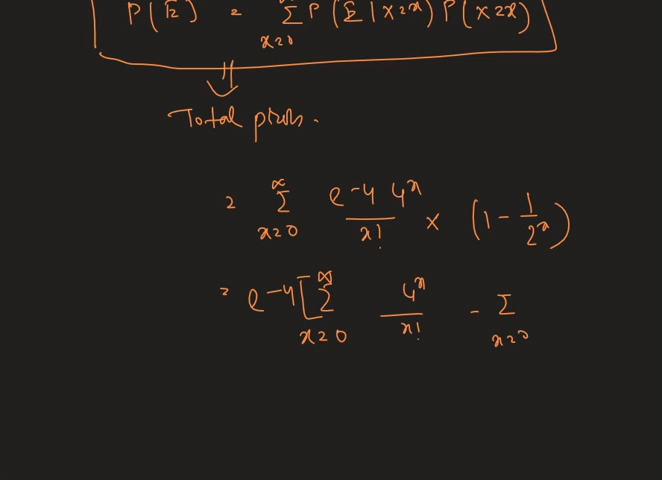 P(E) = Σ x=0 P(E|X=x) P(X=x)
Total prob.
= ∞ Σ x=0 e^-4 4^x / x! × (1 - 1/2^x)
= e^-4 [ ∞ Σ x=0 4^x / x! - Σ x=0